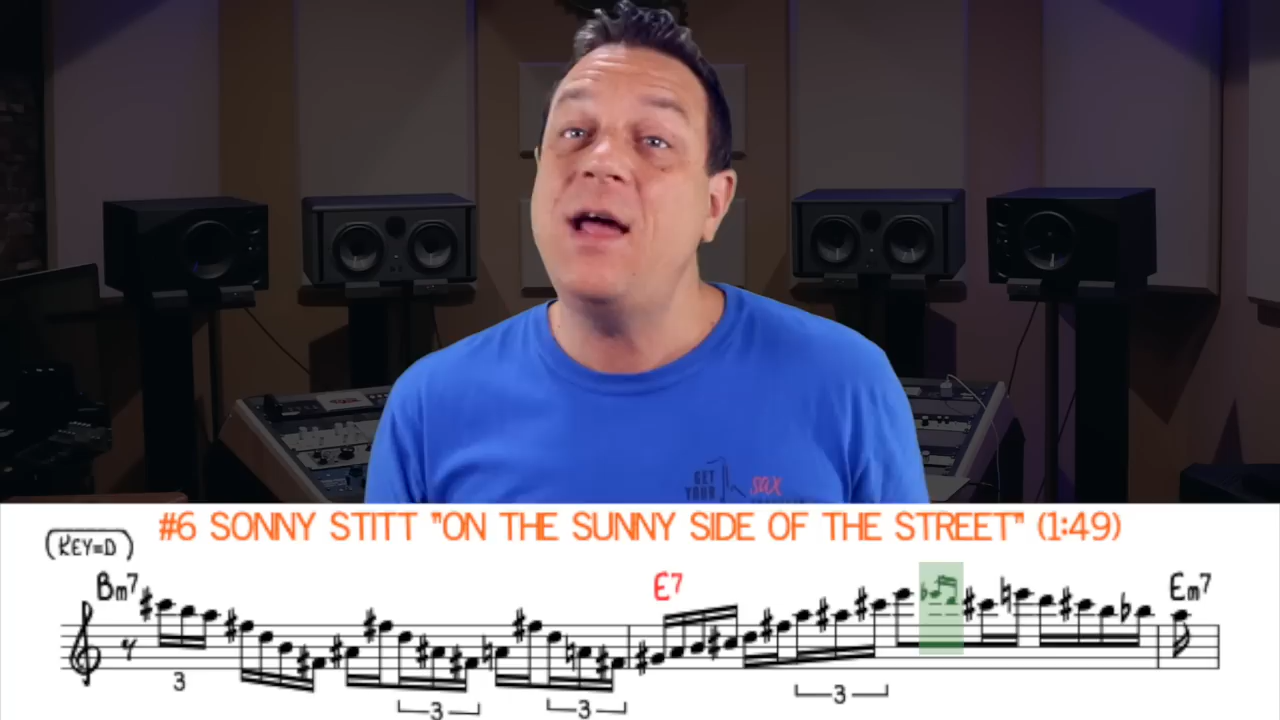 GET
YOUR sax
#6 SONNY STITT "ON THE SUNNY SIDE OF THE STREET" (1:49)
(KEY=D)
Bm7 E7 Em7
3 3 3 3